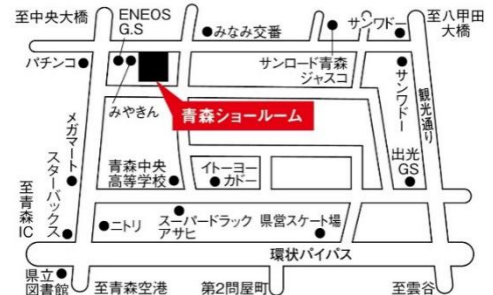 至中央大橋
ENEOS
G.S
みなみ交番
サンワドー
至八甲田
大橋
パチンコ
サンロード青森
ジャスコ
みやきん
青森ショールーム
サンワドー
観光通り
メガマート
スターバックス
青森中央
高等学校
イトーヨー
カドー
出光
GS
至青森
IC
ニトリ
スーパードラック
アサヒ
県営スケート場
環状バイパス
県立
図書館
至青森空港
第2問屋町
至雲谷